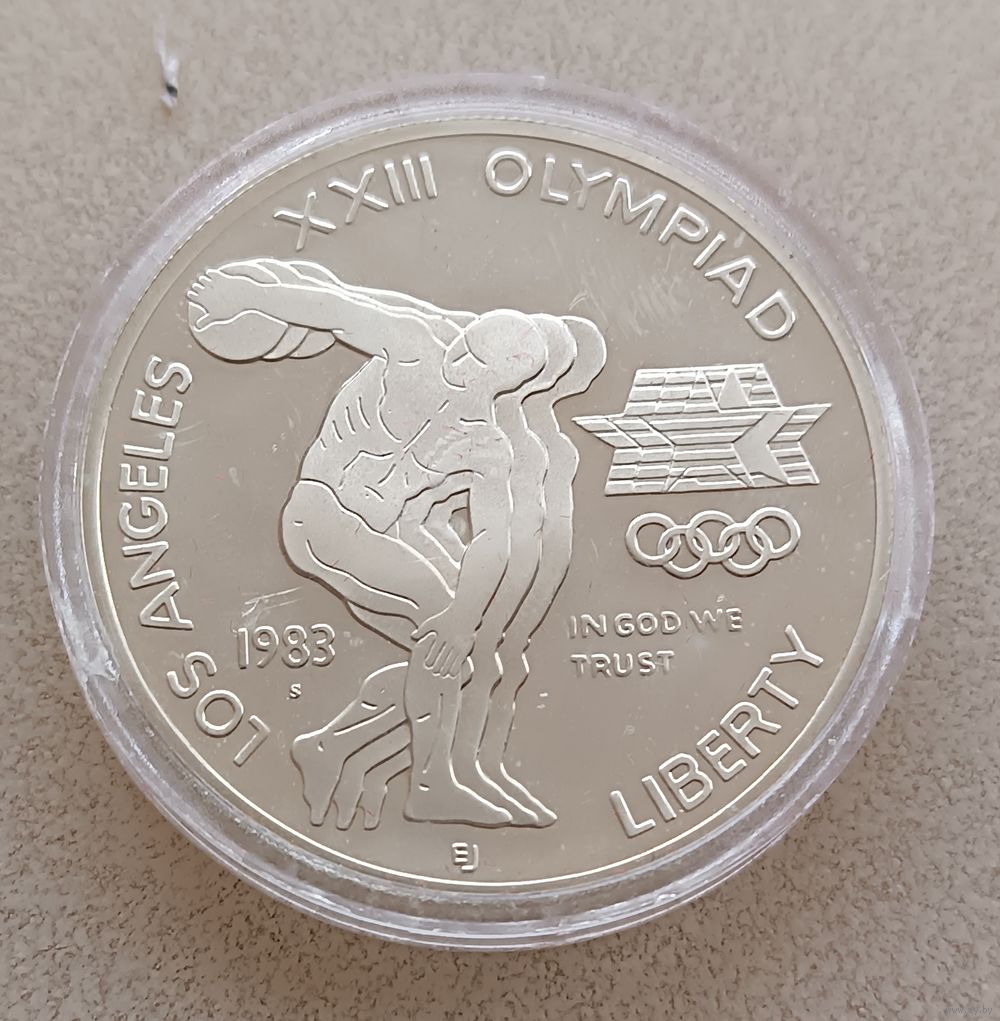 LOS ANGELES
XXIII OLYMPIAD
1983
S
IN GOD WE
TRUST
LIBERTY
EJ